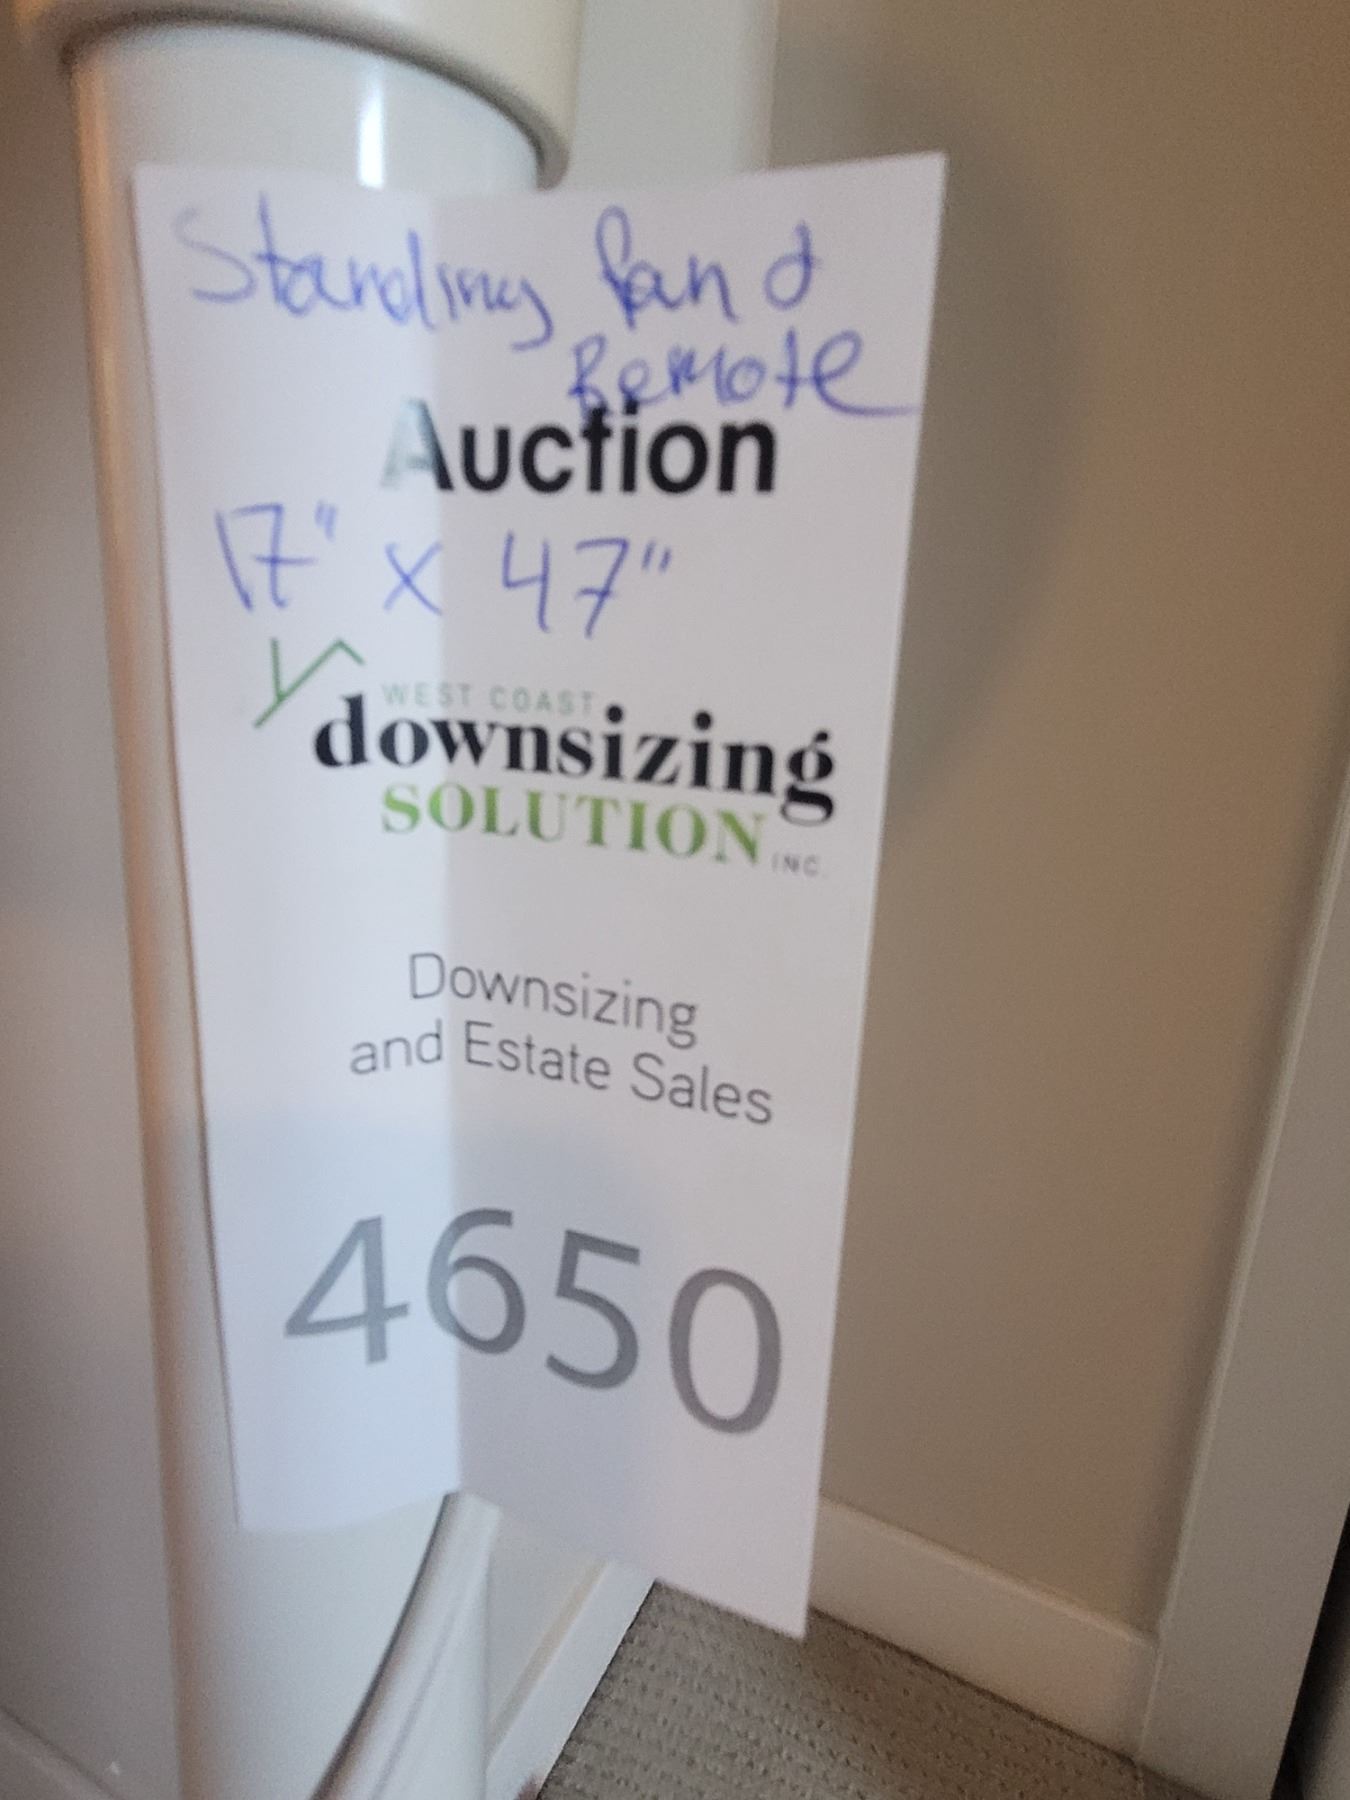 Standing fan &
Remote
Auction
17" x 47"
WEST COAST
downsizing
SOLUTION INC.
Downsizing
and Estate Sales
4650